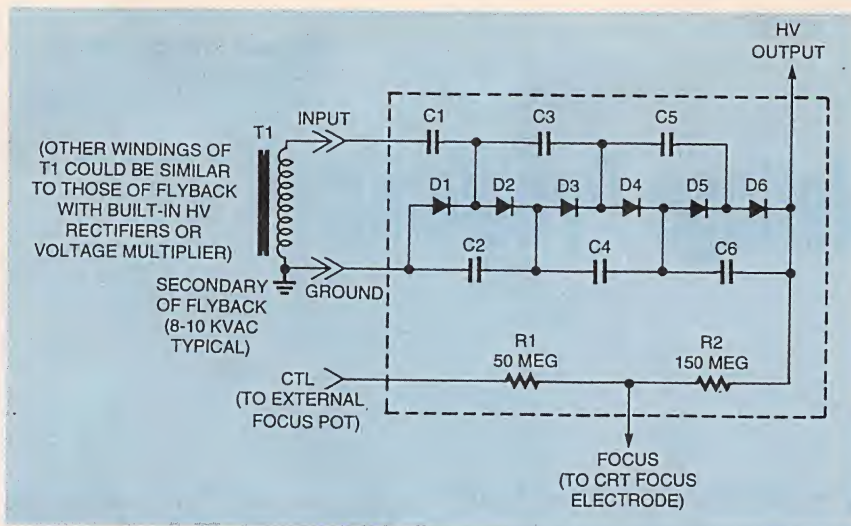 HV
OUTPUT
INPUT
C1
C3
C5
T1
(OTHER WINDINGS OF
T1 COULD BE SIMILAR
TO THOSE OF FLYBACK
WITH BUILT-IN HV
RECTIFIERS OR
VOLTAGE MULTIPLIER)
D1
D2
D3
D4
D5
D6
C2
C4
C6
SECONDARY
OF FLYBACK
(8-10 KVAC
TYPICAL)
GROUND
R1
50 MEG
R2
150 MEG
CTL
(TO EXTERNAL
FOCUS POT)
FOCUS
(TO CRT FOCUS
ELECTRODE)